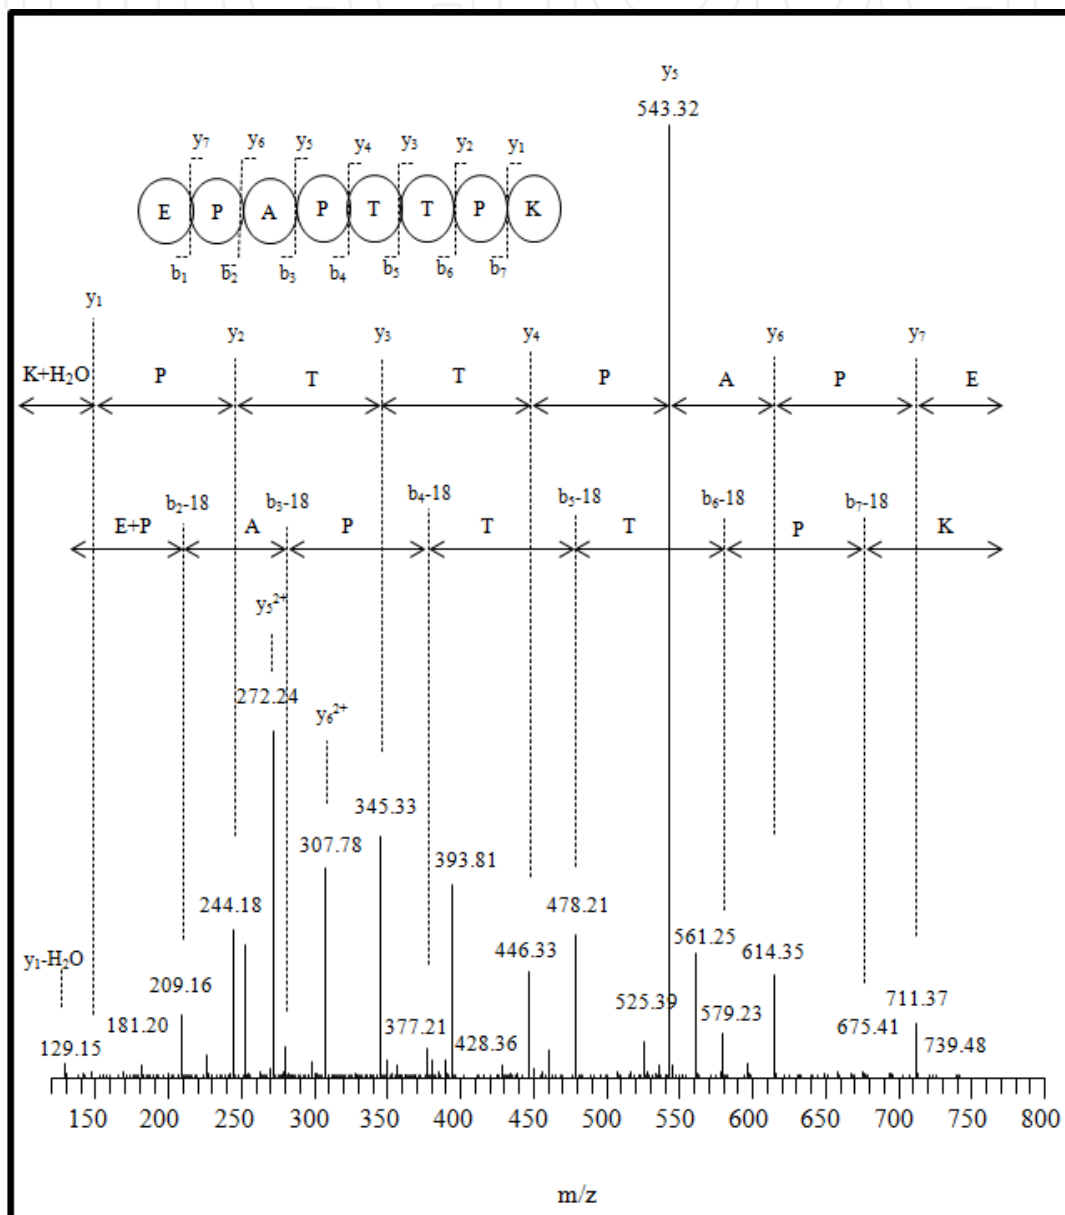 y₅
543.32
y₇ y₆ y₅ y₄ y₃ y₂ y₁
E P A P T T P K
b₁ b₂ b₃ b₄ b₅ b₆ b₇
y₁
y₂ y₃ y₄ y₆ y₇
K+H₂O P T T P A P E
b₂-18 b₃-18 b₄-18 b₅-18 b₆-18 b₇-18
E+P A P T T P K
y₅²⁺
272.24
y₆²⁺
345.33
307.78 393.81
244.18 478.21
561.25 614.35
y₁-H₂O 446.33
209.16 525.39 711.37
181.20 377.21 579.23 675.41
129.15 428.36 739.48
150 200 250 300 350 400 450 500 550 600 650 700 750 800
m/z